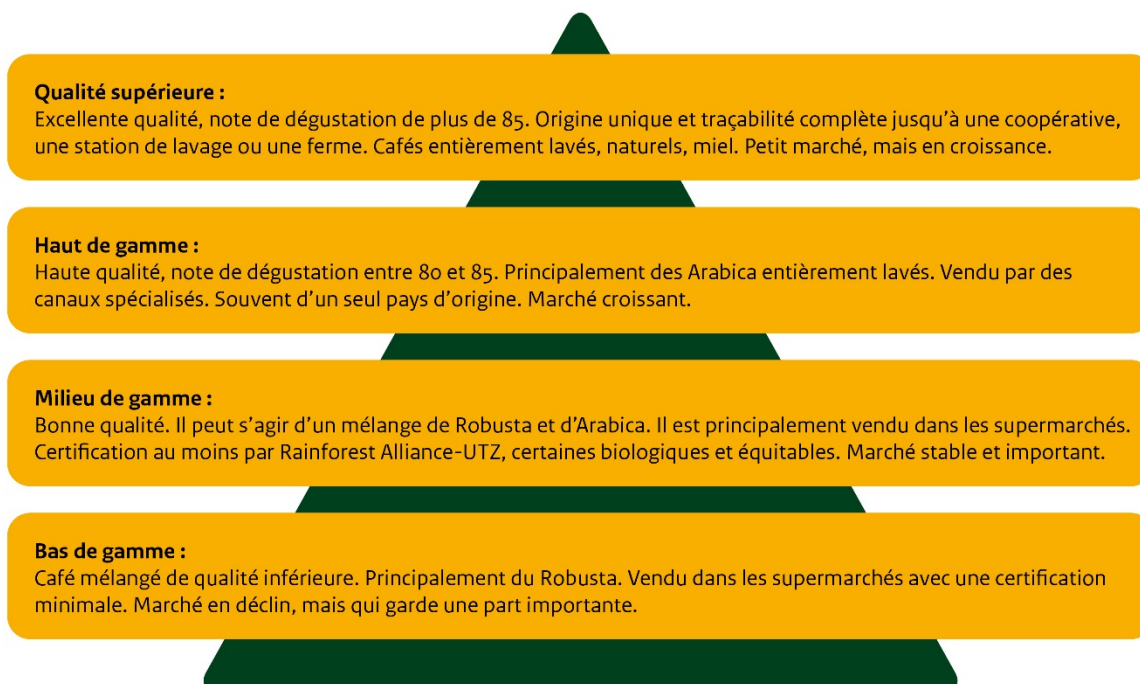 Qualité supérieure :
Excellente qualité, note de dégustation de plus de 85. Origine unique et traçabilité complète jusqu’à une coopérative,
une station de lavage ou une ferme. Cafés entièrement lavés, naturels, miel. Petit marché, mais en croissance.
Haut de gamme :
Haute qualité, note de dégustation entre 80 et 85. Principalement des Arabica entièrement lavés. Vendu par des
canaux spécialisés. Souvent d’un seul pays d’origine. Marché croissant.
Milieu de gamme :
Bonne qualité. Il peut s’agir d’un mélange de Robusta et d’Arabica. Il est principalement vendu dans les supermarchés.
Certification au moins par Rainforest Alliance-UTZ, certaines biologiques et équitables. Marché stable et important.
Bas de gamme :
Café mélangé de qualité inférieure. Principalement du Robusta. Vendu dans les supermarchés avec une certification
minimale. Marché en déclin, mais qui garde une part importante.